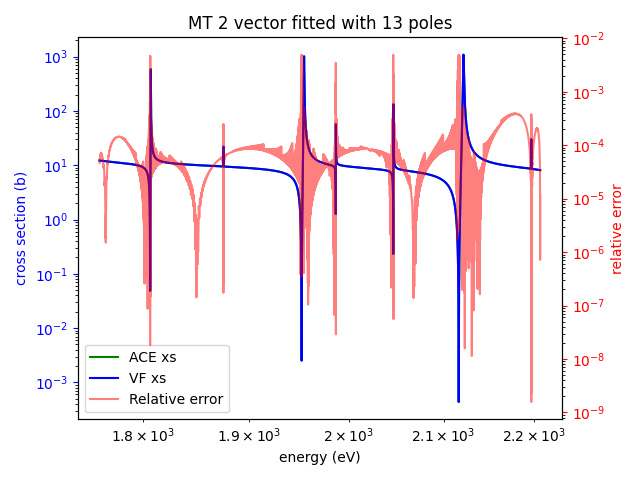 MT 2 vector fitted with 13 poles
cross section (b)
10³
10²
10¹
10⁰
10⁻¹
10⁻²
10⁻³
10⁻²
10⁻³
10⁻⁴
10⁻⁵
10⁻⁶
10⁻⁷
10⁻⁸
10⁻⁹
relative error
ACE xs
VF xs
Relative error
1.8 × 10³ 1.9 × 10³ 2 × 10³ 2.1 × 10³ 2.2 × 10³
energy (eV)